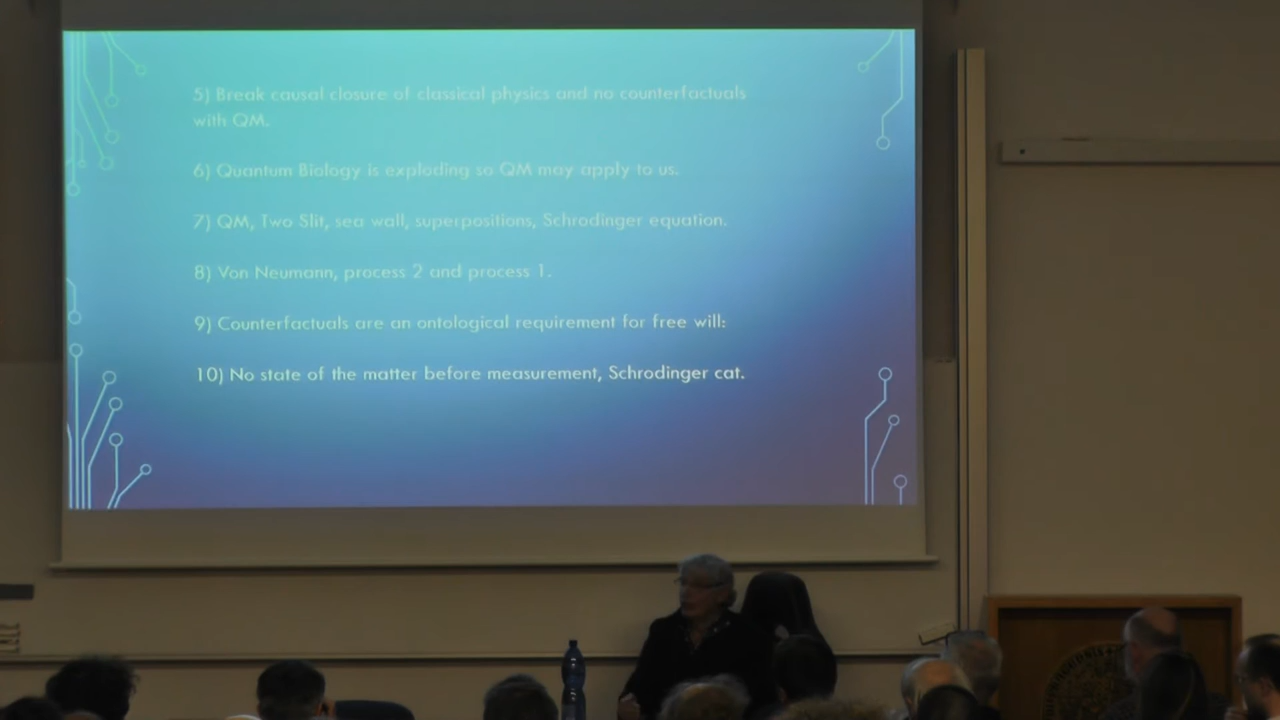 5) Break causal closure of classical physics and no counterfactuals
with QM.
6) Quantum Biology is exploding so QM may apply to us.
7) QM, Two Slit, sea wall, superpositions, Schrodinger equation.
8) Von Neumann, process 2 and process 1.
9) Counterfactuals are an ontological requirement for free will:
10) No state of the matter before measurement, Schrodinger cat.